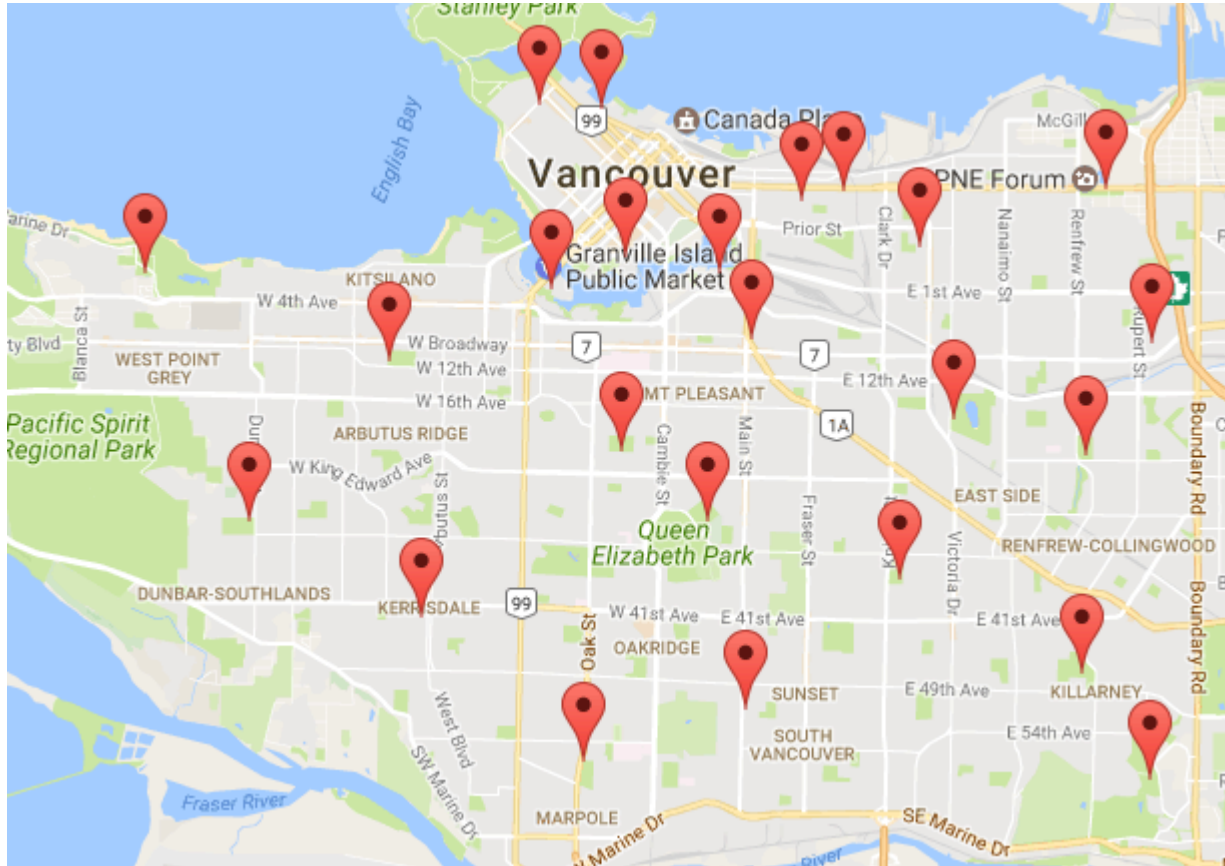 Stanley Park
English Bay
99
Canada Place
McGill
Vancouver
PNE Forum
Marine Dr
Prior St
Clark Dr
Nanaimo St
Renfrew St
Granville Island
Public Market
KITSILANO
W 4th Ave
E 1st Ave
Rupert St
Blanca St
W Broadway
7
7
WEST POINT
GREY
W 12th Ave
E 12th Ave
MT PLEASANT
W 16th Ave
1A
Pacific Spirit
Regional Park
ARBUTUS RIDGE
Main St
Cambie St
Boundary Rd
W King Edward Ave
Fraser St
EAST SIDE
Queen
Elizabeth Park
Victoria Dr
RENFREW-COLLINGWOOD
DUNBAR-SOUTHLANDS
KERRISDALE
99
W 41st Ave
E 41st Ave
E 41st Ave
Boundary Rd
Oak St
OAKRIDGE
SUNSET
E 49th Ave
KILLARNEY
West Blvd
SOUTH
VANCOUVER
E 54th Ave
SW Marine Dr
Fraser River
MARPOLE
W Marine Dr
SE Marine Dr
River